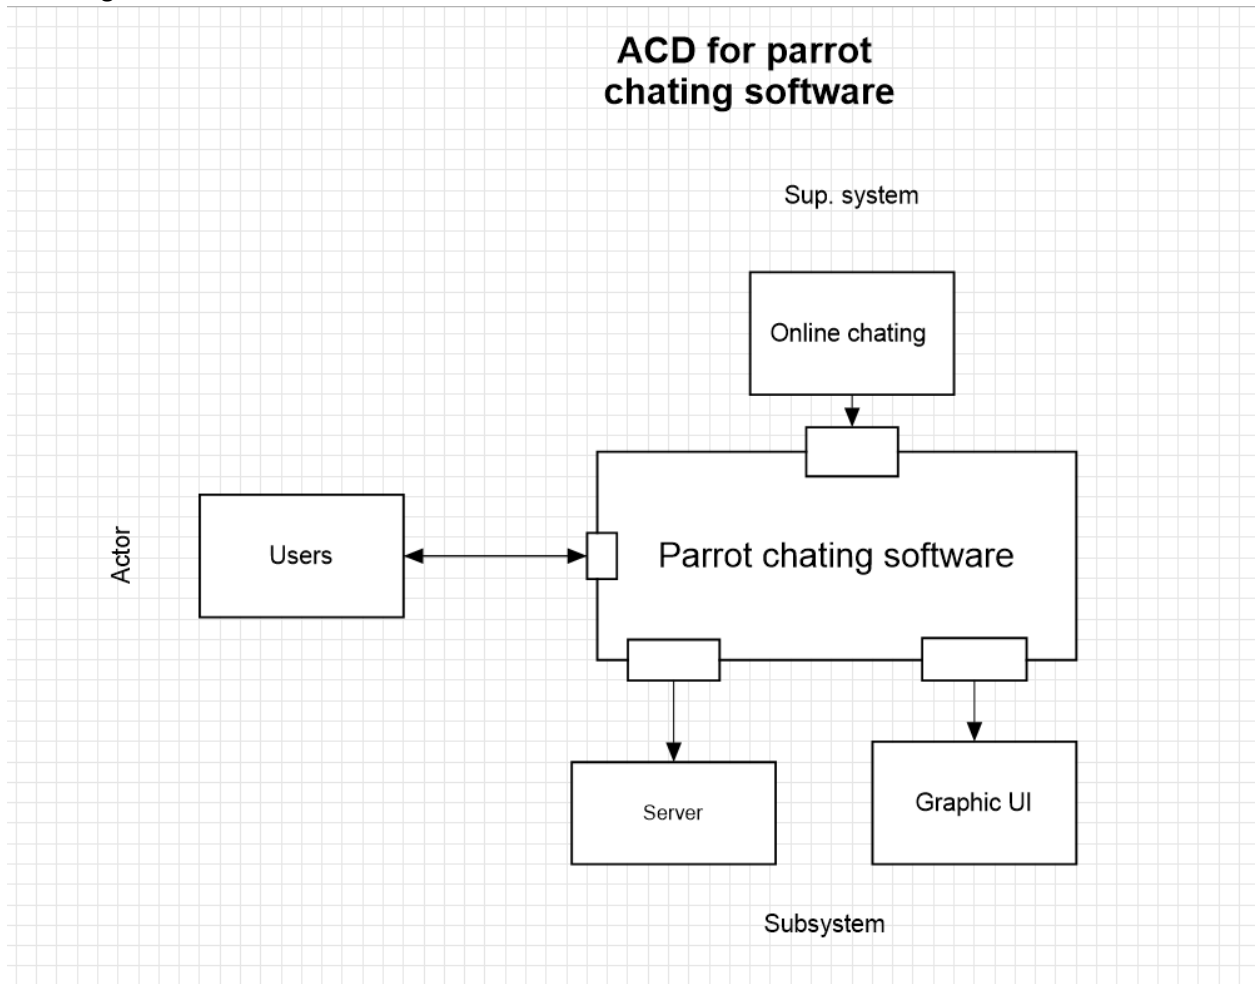 ACD for parrot
chating software
Sup. system
Online chating
Actor
Users
Parrot chating software
Server
Graphic UI
Subsystem